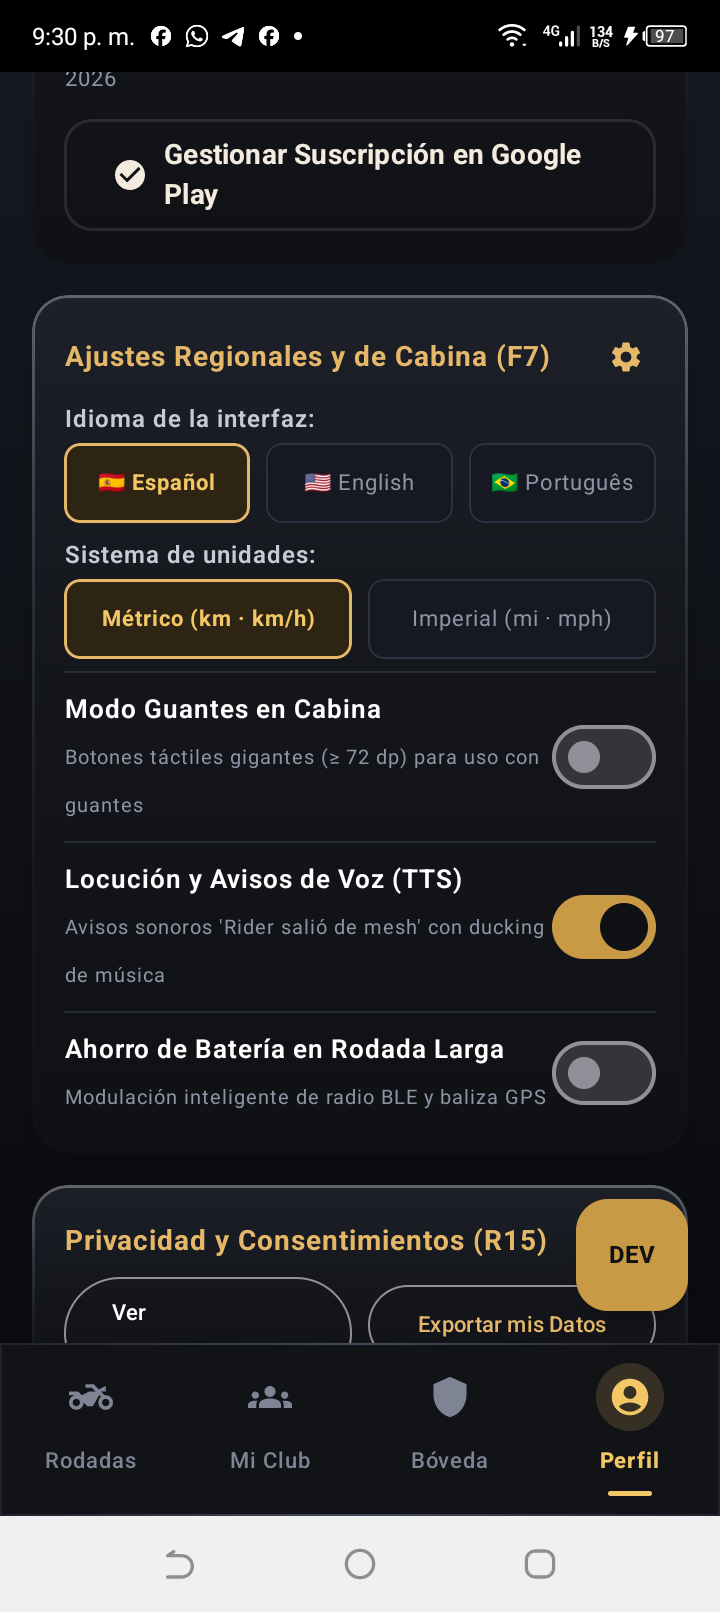 9:30 p. m.
4G
134
B/S
97
2026
Gestionar Suscripción en Google
Play
Ajustes Regionales y de Cabina (F7)
Idioma de la interfaz:
🇪🇸 Español
🇺🇸 English
🇧🇷 Português
Sistema de unidades:
Métrico (km · km/h)
Imperial (mi · mph)
Modo Guantes en Cabina
Botones táctiles gigantes (≥ 72 dp) para uso con
guantes
Locución y Avisos de Voz (TTS)
Avisos sonoros 'Rider salió de mesh' con ducking
de música
Ahorro de Batería en Rodada Larga
Modulación inteligente de radio BLE y baliza GPS
Privacidad y Consentimientos (R15)
DEV
Ver
Exportar mis Datos
Rodadas
Mi Club
Bóveda
Perfil